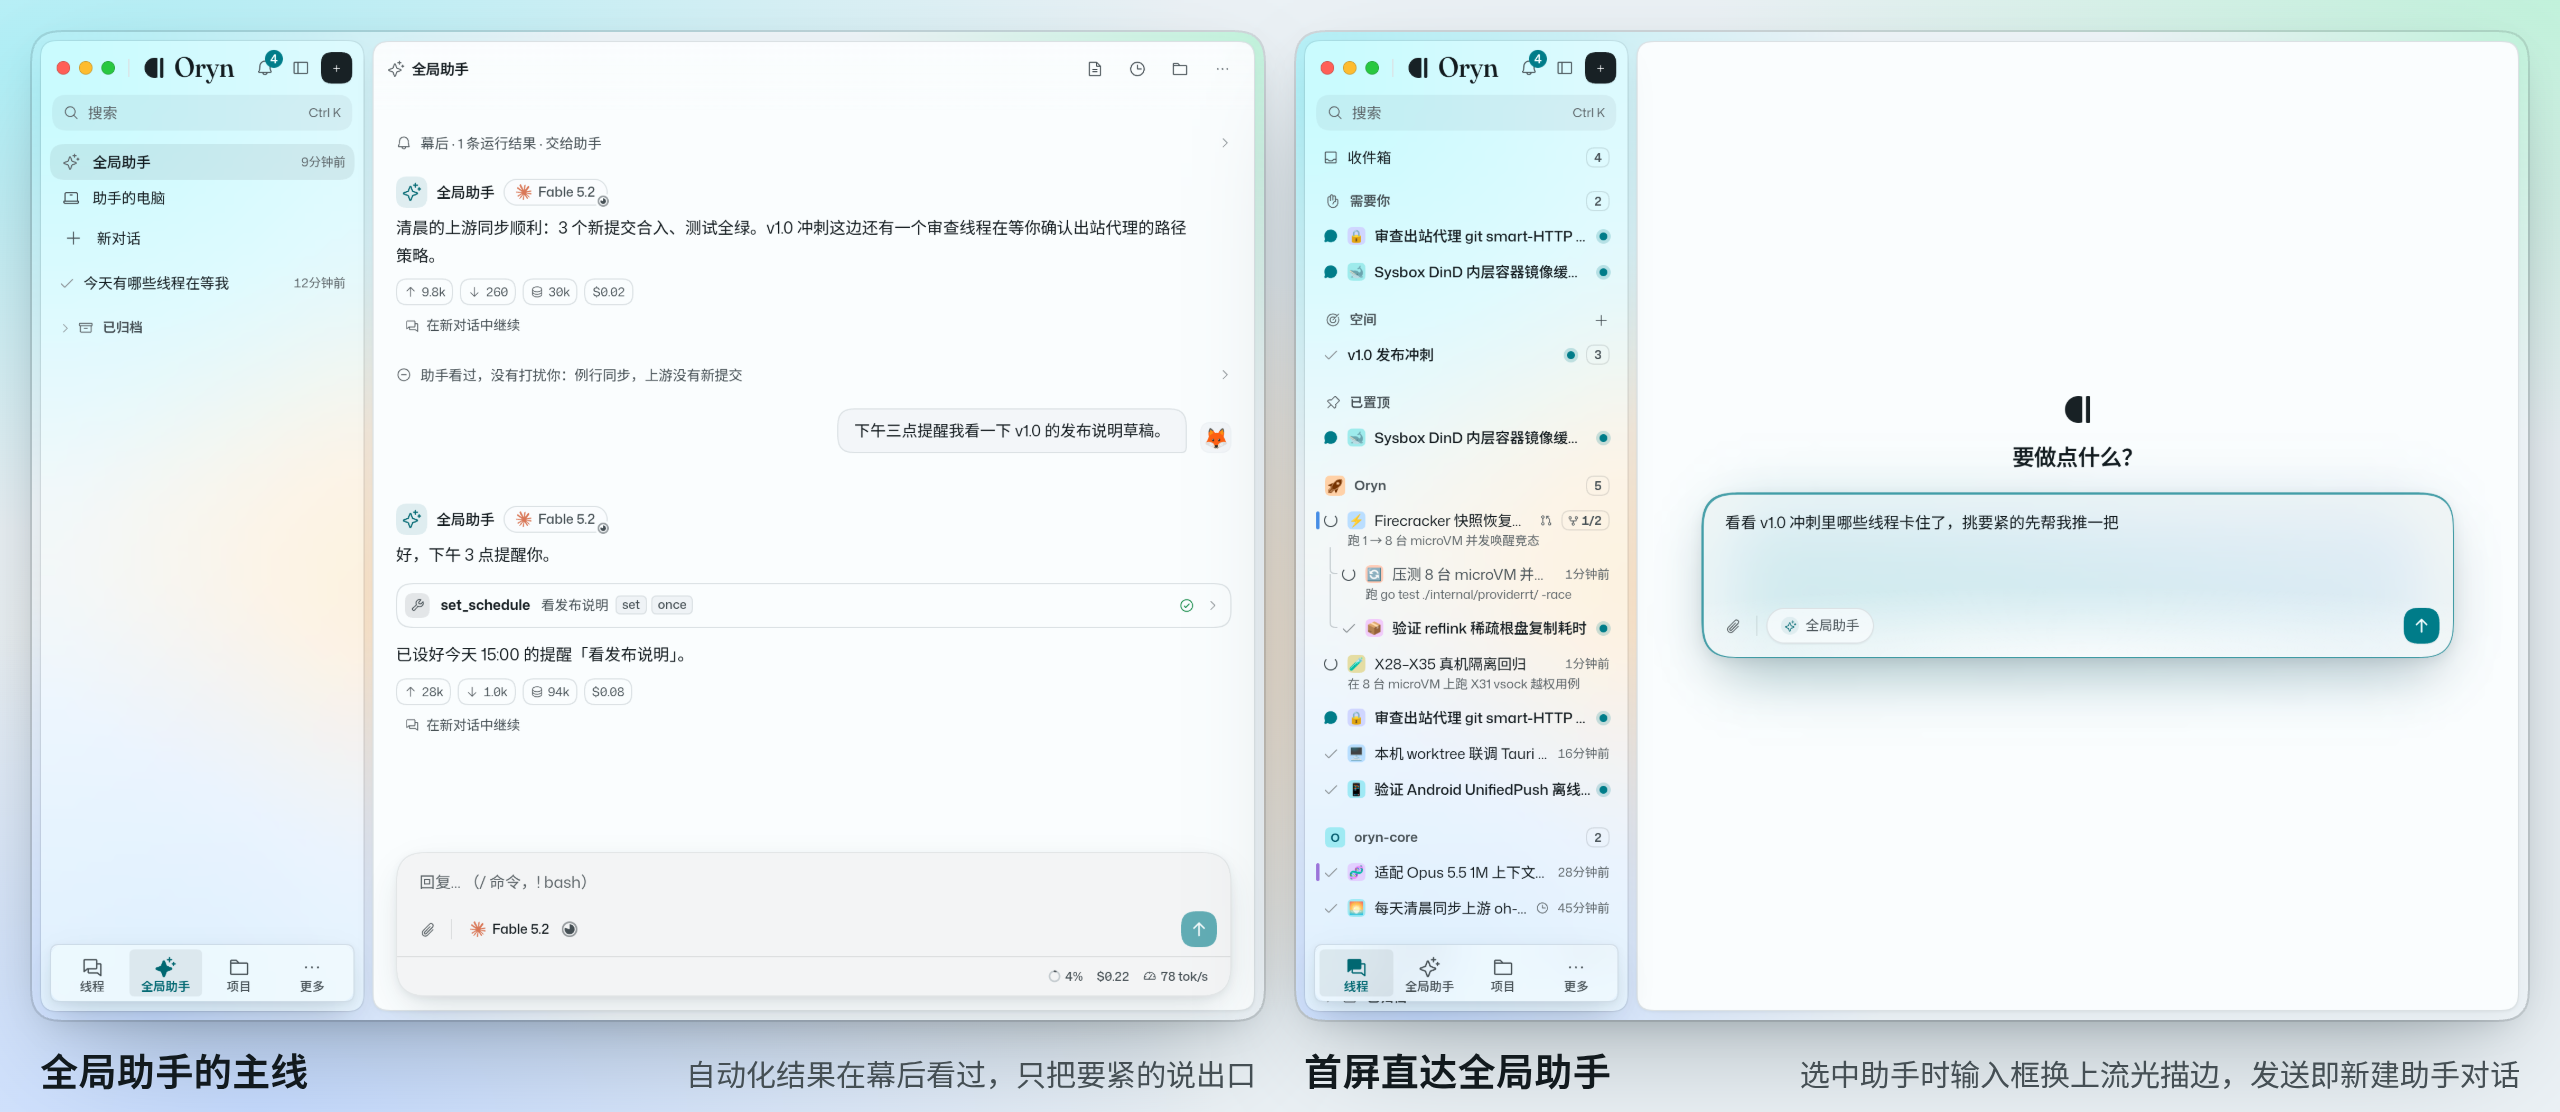 Oryn
4
搜索
Ctrl K
全局助手
9分钟前
助手的电脑
新对话
今天有哪些线程在等我
12分钟前
已归档
线程
全局助手
项目
更多
全局助手
幕后 · 1 条运行结果 · 交给助手
全局助手
Fable 5.2
清晨的上游同步顺利：3 个新提交合入、测试全绿。v1.0 冲刺这边还有一个审查线程在等你确认出站代理的路径
策略。
9.8k
260
30k
$0.02
在新对话中继续
助手看过，没有打扰你：例行同步，上游没有新提交
下午三点提醒我看一下 v1.0 的发布说明草稿。
全局助手
Fable 5.2
好，下午 3 点提醒你。
set_schedule 看发布说明 set once
已设好今天 15:00 的提醒「看发布说明」。
28k
1.0k
94k
$0.08
在新对话中继续
回复... （/ 命令，! bash）
Fable 5.2
4% $0.22 78 tok/s
全局助手的主线
自动化结果在幕后看过，只把要紧的说出口
Oryn
4
搜索
Ctrl K
收件箱
4
需要你
2
审查出站代理 git smart-HTTP ...
Sysbox DinD 内层容器镜像缓...
空间
v1.0 发布冲刺
3
已置顶
Sysbox DinD 内层容器镜像缓...
Oryn
5
Firecracker 快照恢复...
1/2
跑 1 → 8 台 microVM 并发唤醒竞态
压测 8 台 microVM 并...
1分钟前
跑 go test ./internal/providerrt/ -race
验证 reflink 稀疏根盘复制耗时
X28–X35 真机隔离回归
1分钟前
在 8 台 microVM 上跑 X31 vsock 越权用例
审查出站代理 git smart-HTTP ...
本机 worktree 联调 Tauri ...
16分钟前
验证 Android UnifiedPush 离线...
O oryn-core
2
适配 Opus 5.5 1M 上下文...
28分钟前
每天清晨同步上游 oh-...
45分钟前
线程
全局助手
项目
更多
要做点什么？
看看 v1.0 冲刺里哪些线程卡住了，挑要紧的先帮我推一把
全局助手
首屏直达全局助手
选中助手时输入框换上流光描边，发送即新建助手对话